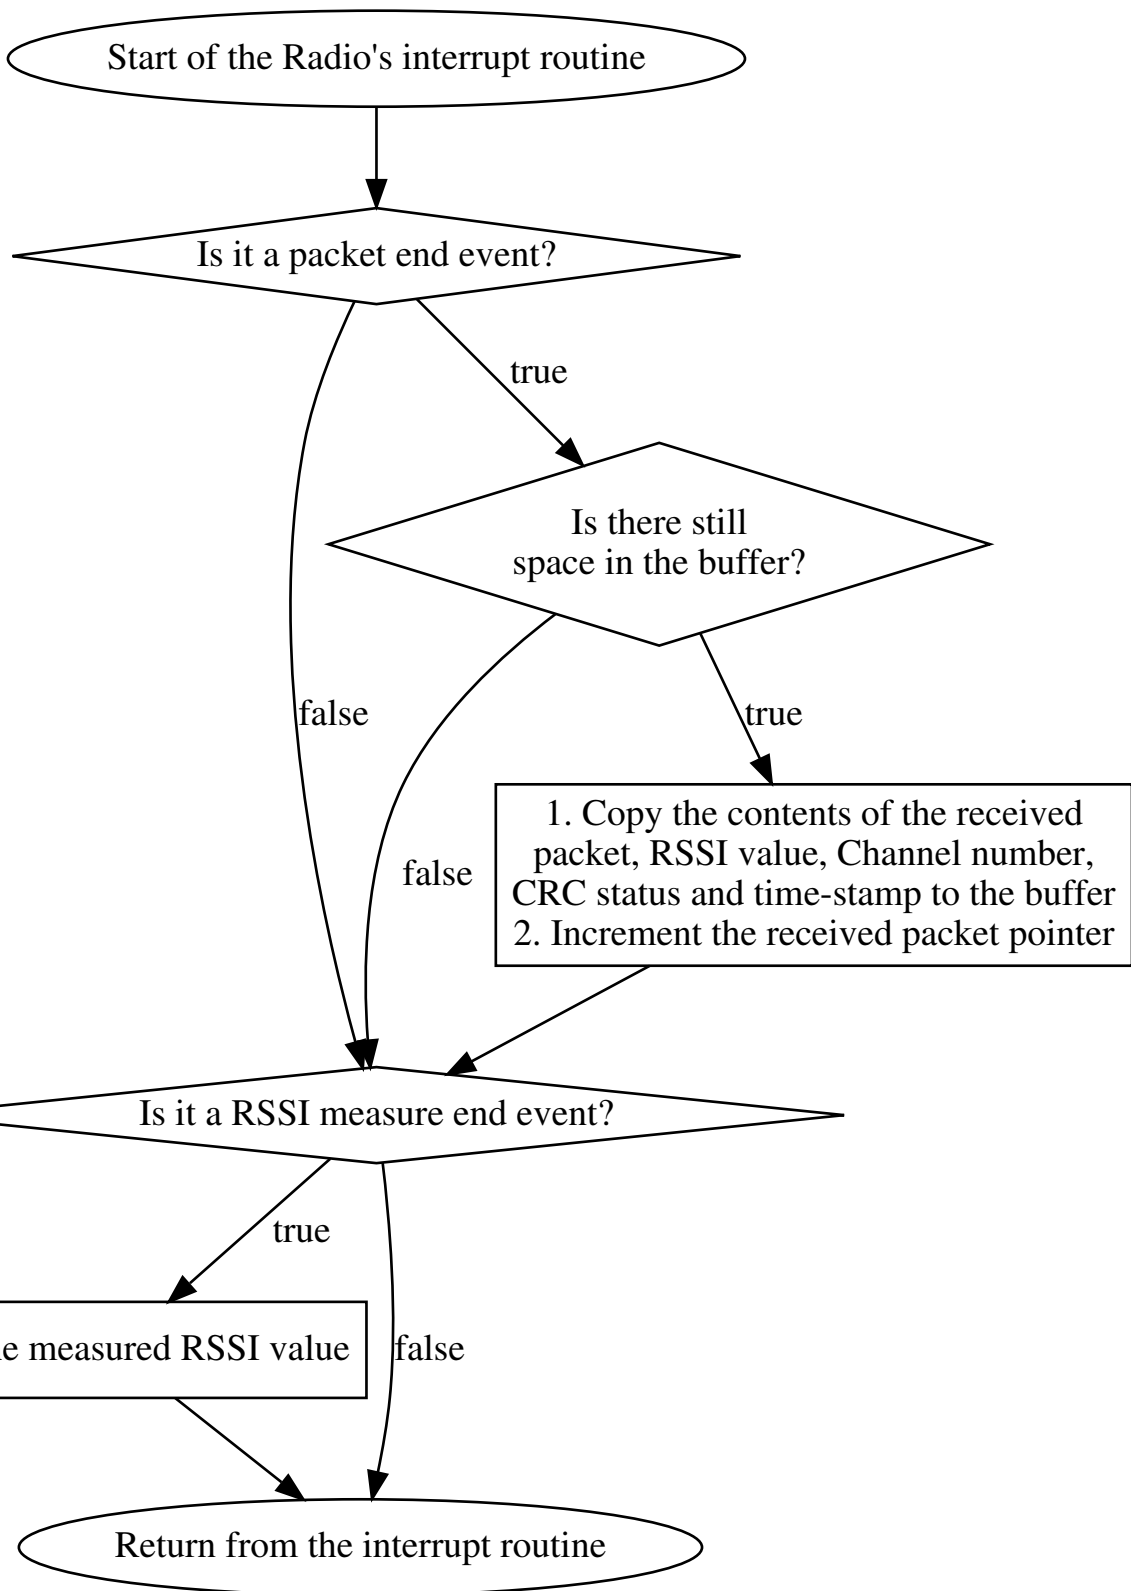 Start of the Radio's interrupt routine
Is it a packet end event?
true
Is there still
space in the buffer?
false
true
1. Copy the contents of the received
packet, RSSI value, Channel number,
CRC status and time-stamp to the buffer
2. Increment the received packet pointer
false
Is it a RSSI measure end event?
true
measured RSSI value
false
Return from the interrupt routine